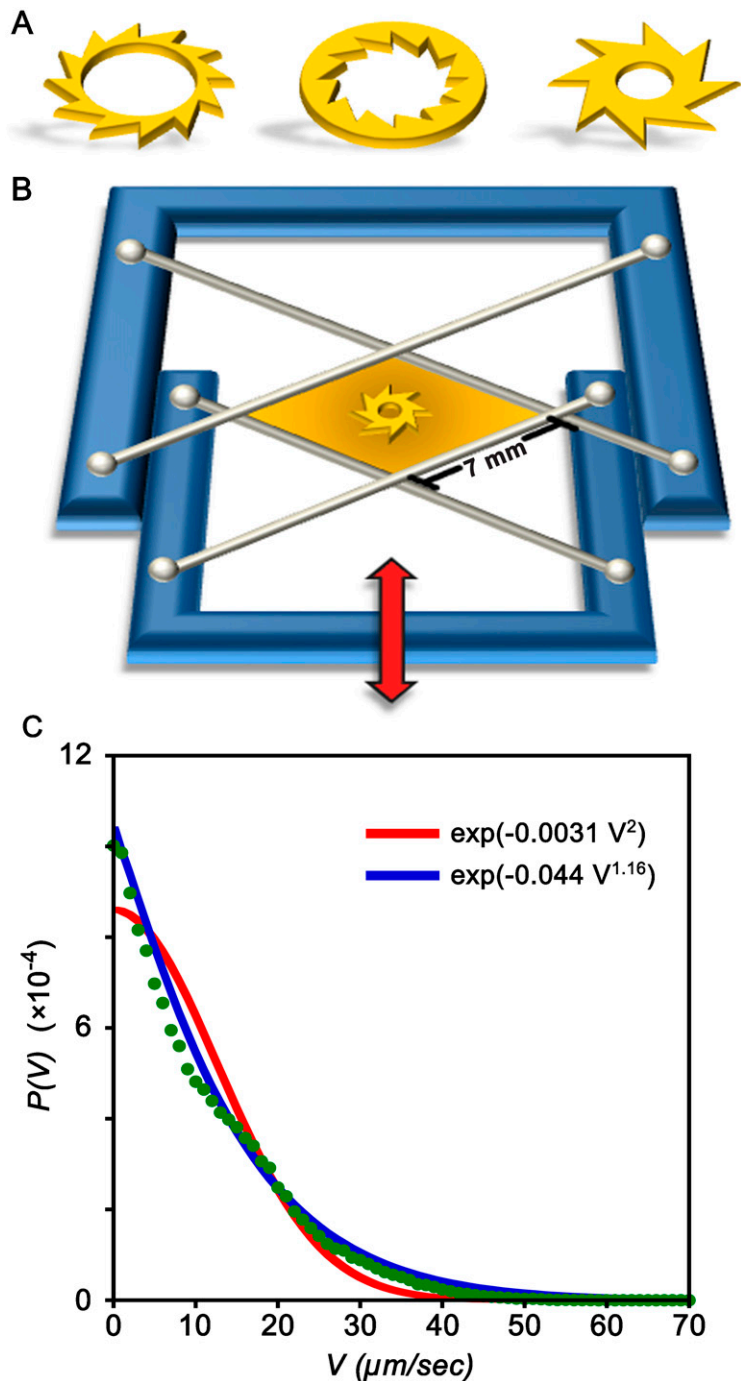 A
B
7 mm
C
12
exp(-0.0031 V²)
exp(-0.044 V¹·¹⁶)
P(V) (×10⁻⁴)
6
0
0 10 20 30 40 50 60 70
V (µm/sec)